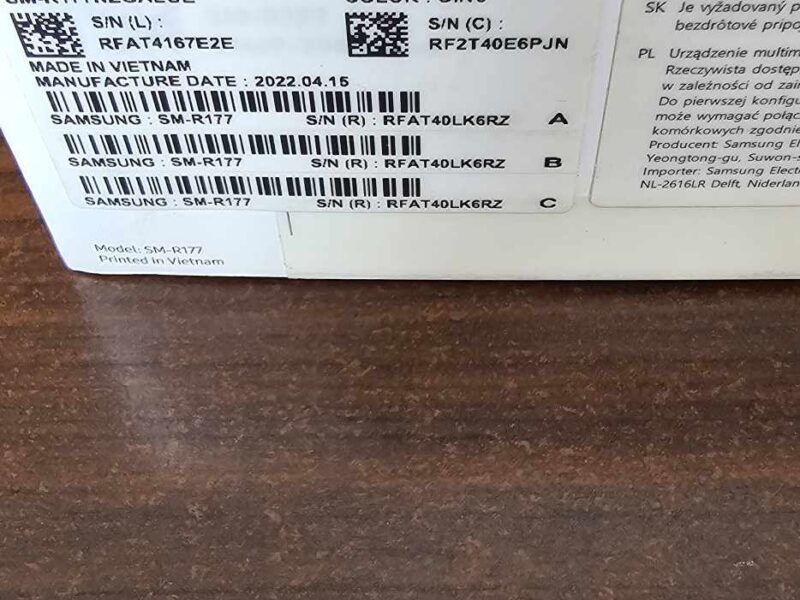 S/N (L) :
RFAT4167E2E
S/N (C) :
RF2T40E6PJN
MADE IN VIETNAM
MANUFACTURE DATE : 2022.04.15
SAMSUNG : SM-R177 S/N (R) : RFAT40LK6RZ A
SAMSUNG : SM-R177 S/N (R) : RFAT40LK6RZ B
SAMSUNG : SM-R177 S/N (R) : RFAT40LK6RZ C
Model: SM-R177
Printed in Vietnam
SK Je vyžadovaný p
bezdrôtové pripo
PL Urządzenie multim
Rzeczywista dostęp
w zależności od zain
Do pierwszej konfigu
może wymagać połąc
komórkowych zgodnie
Producent: Samsung El
Yeongtong-gu, Suwon-s
Importer: Samsung Elect
NL-2616LR Delft, Niderlan